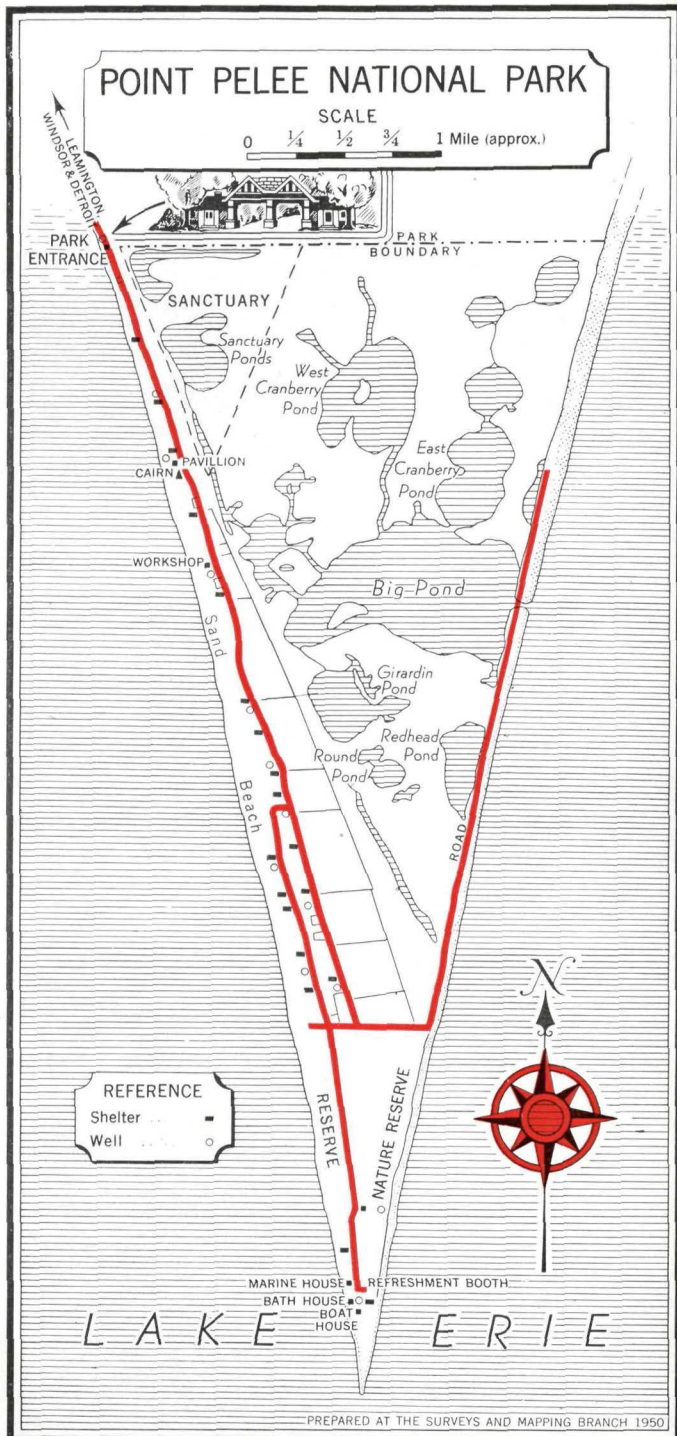 POINT PELEE NATIONAL PARK
SCALE
0 ¼ ½ ¾ 1 Mile (approx.)
LEAMINGTON,
WINDSOR & DETROIT
PARK
ENTRANCE
PARK
BOUNDARY
SANCTUARY
Sanctuary
Ponds
West
Cranberry
Pond
East
Cranberry
Pond
PAVILLION
CAIRN
WORKSHOP
Big Pond
Sand
Beach
Girardin
Pond
Redhead
Pond
Round
Pond
ROAD
N
REFERENCE
Shelter
Well
RESERVE
NATURE RESERVE
MARINE HOUSE
REFRESHMENT BOOTH
BATH HOUSE
BOAT
HOUSE
LAKE ERIE
PREPARED AT THE SURVEYS AND MAPPING BRANCH 1950